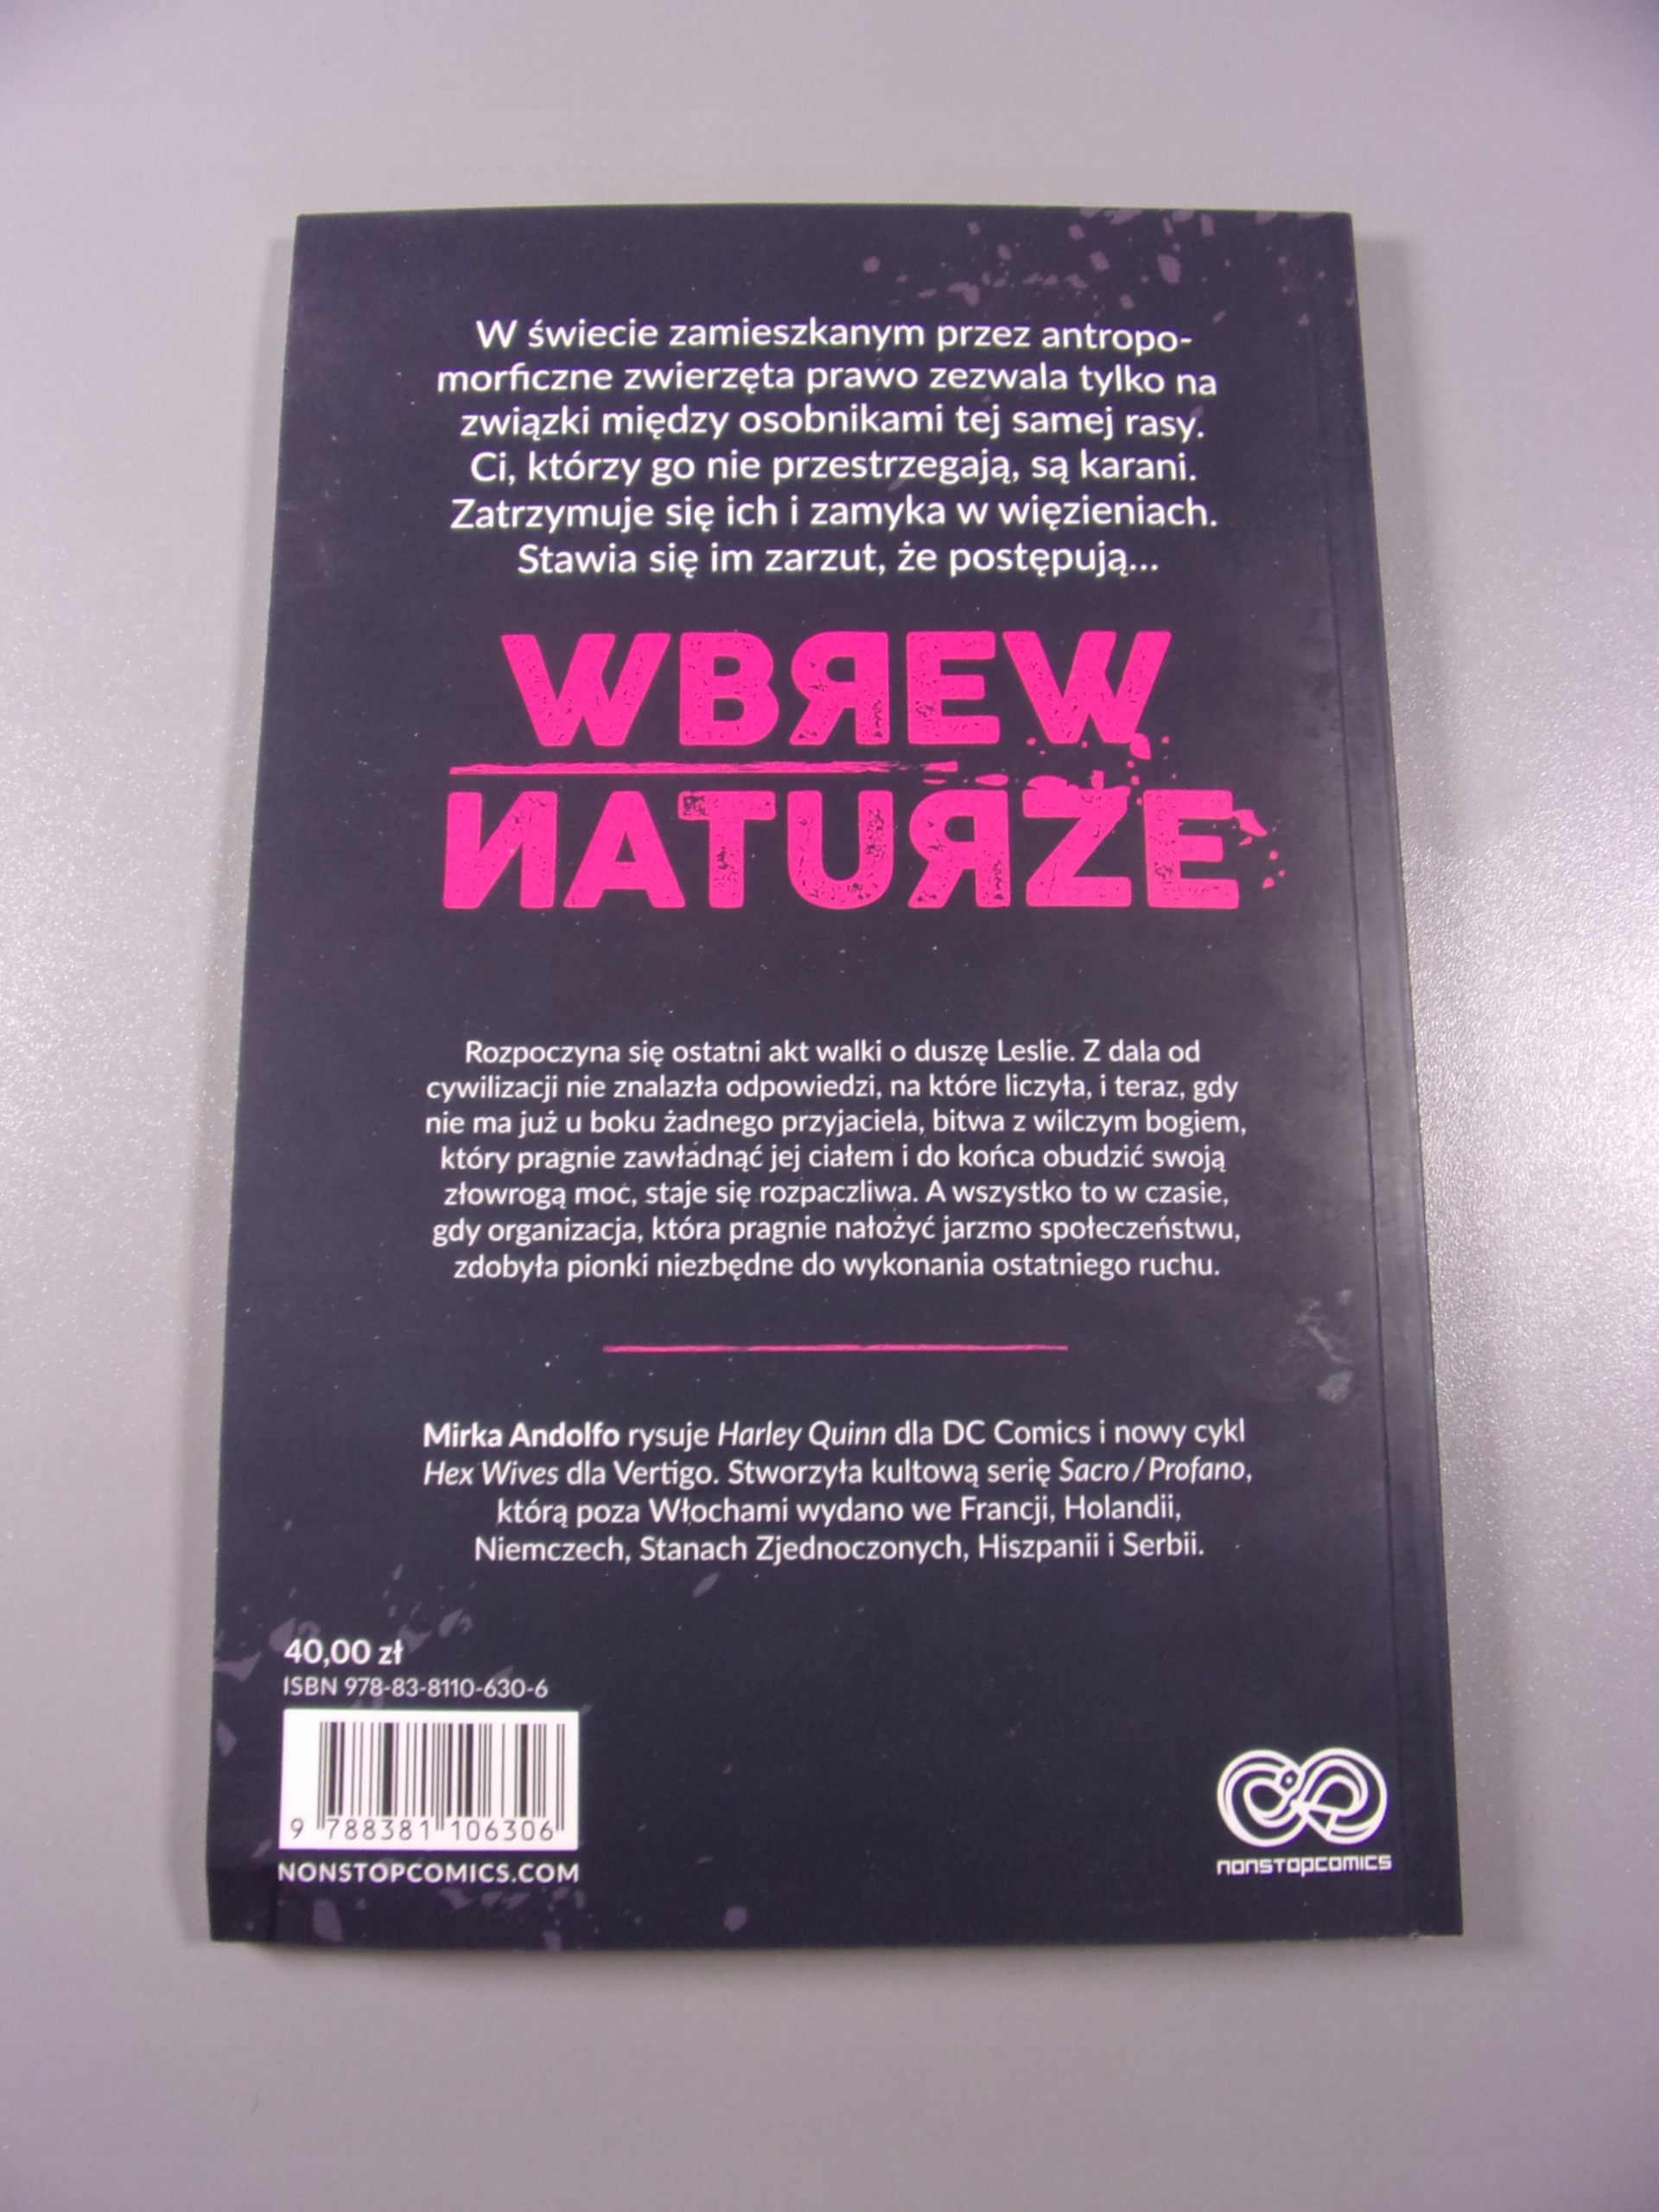 W świecie zamieszkanym przez antropo-
morficzne zwierzęta prawo zezwala tylko na
związki między osobnikami tej samej rasy.
Ci, którzy go nie przestrzegają, są karani.
Zatrzymuje się ich i zamyka w więzieniach.
Stawia się im zarzut, że postępują...
WBREW
NATURZE
Rozpoczyna się ostatni akt walki o duszę Leslie. Z dala od
cywilizacji nie znalazła odpowiedzi, na które liczyła, i teraz, gdy
nie ma już u boku żadnego przyjaciela, bitwa z wilczym bogiem,
który pragnie zawładnąć jej ciałem i do końca obudzić swoją
złowrogą moc, staje się rozpaczliwa. A wszystko to w czasie,
gdy organizacja, która pragnie nałożyć jarzmo społeczeństwu,
zdobyła pionki niezbędne do wykonania ostatniego ruchu.
Mirka Andolfo rysuje Harley Quinn dla DC Comics i nowy cykl
Hex Wives dla Vertigo. Stworzyła kultową serię Sacro/Profano,
którą poza Włochami wydano we Francji, Holandii,
Niemczech, Stanach Zjednoczonych, Hiszpanii i Serbii.
40,00 zł
ISBN 978-83-8110-630-6
9 788381 106306
NONSTOPCOMICS.COM
nonstopcomics